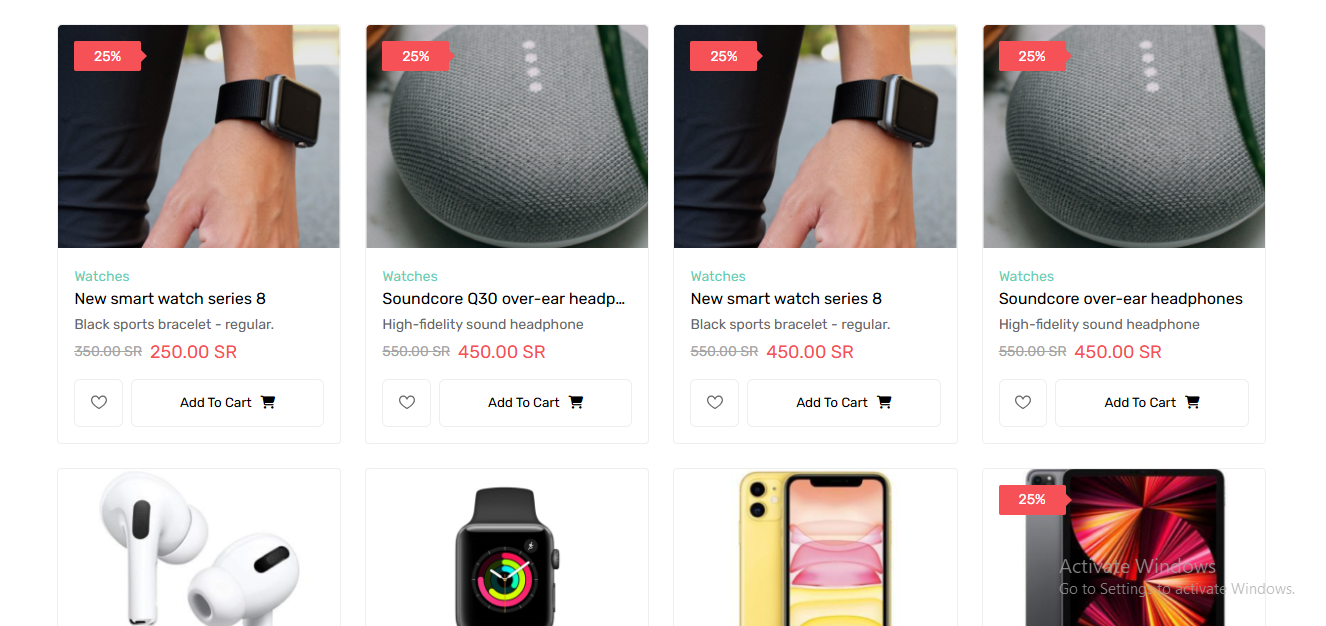 25%
25%
25%
25%
Watches
Watches
Watches
Watches
New smart watch series 8
Soundcore Q30 over-ear headp...
New smart watch series 8
Soundcore over-ear headphones
Black sports bracelet - regular.
High-fidelity sound headphone
Black sports bracelet - regular.
High-fidelity sound headphone
350.00 SR 250.00 SR
550.00 SR 450.00 SR
550.00 SR 450.00 SR
550.00 SR 450.00 SR
Add To Cart
Add To Cart
Add To Cart
Add To Cart
25%
Activate Windows
Go to Settings to activate Windows.